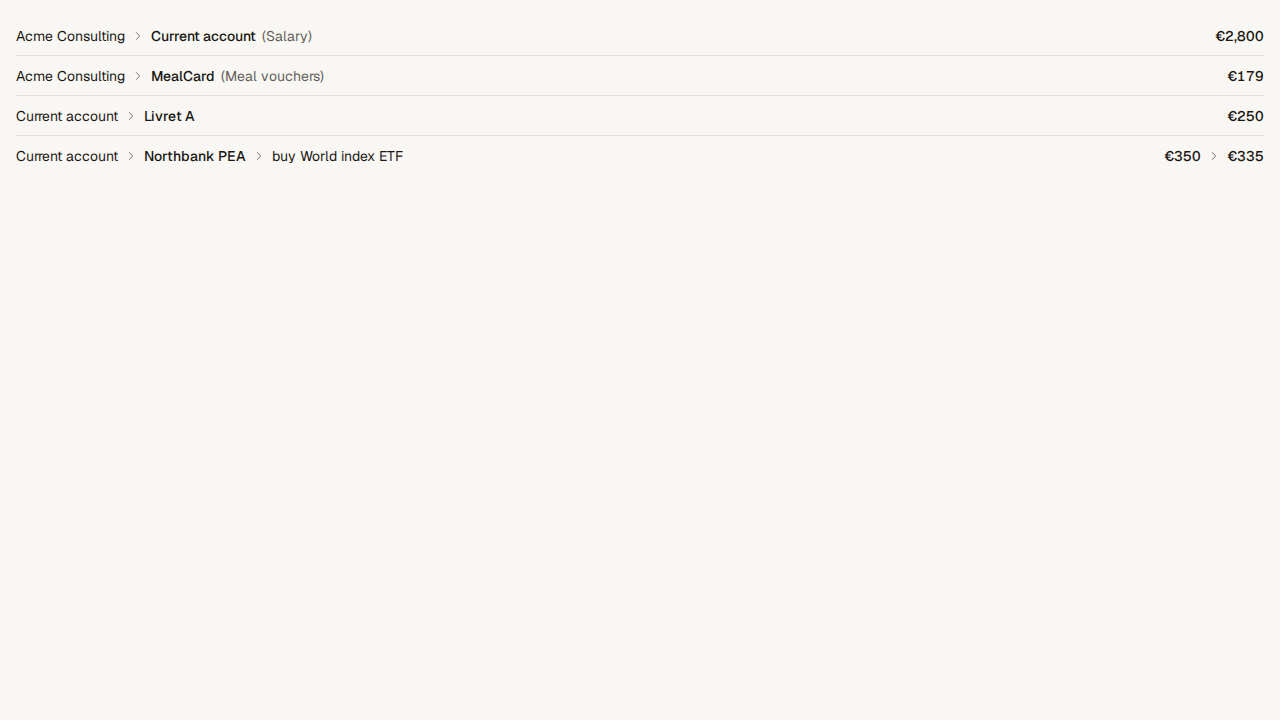 Acme Consulting > Current account (Salary) €2,800
Acme Consulting > MealCard (Meal vouchers) €179
Current account > Livret A €250
Current account > Northbank PEA > buy World index ETF €350 > €335